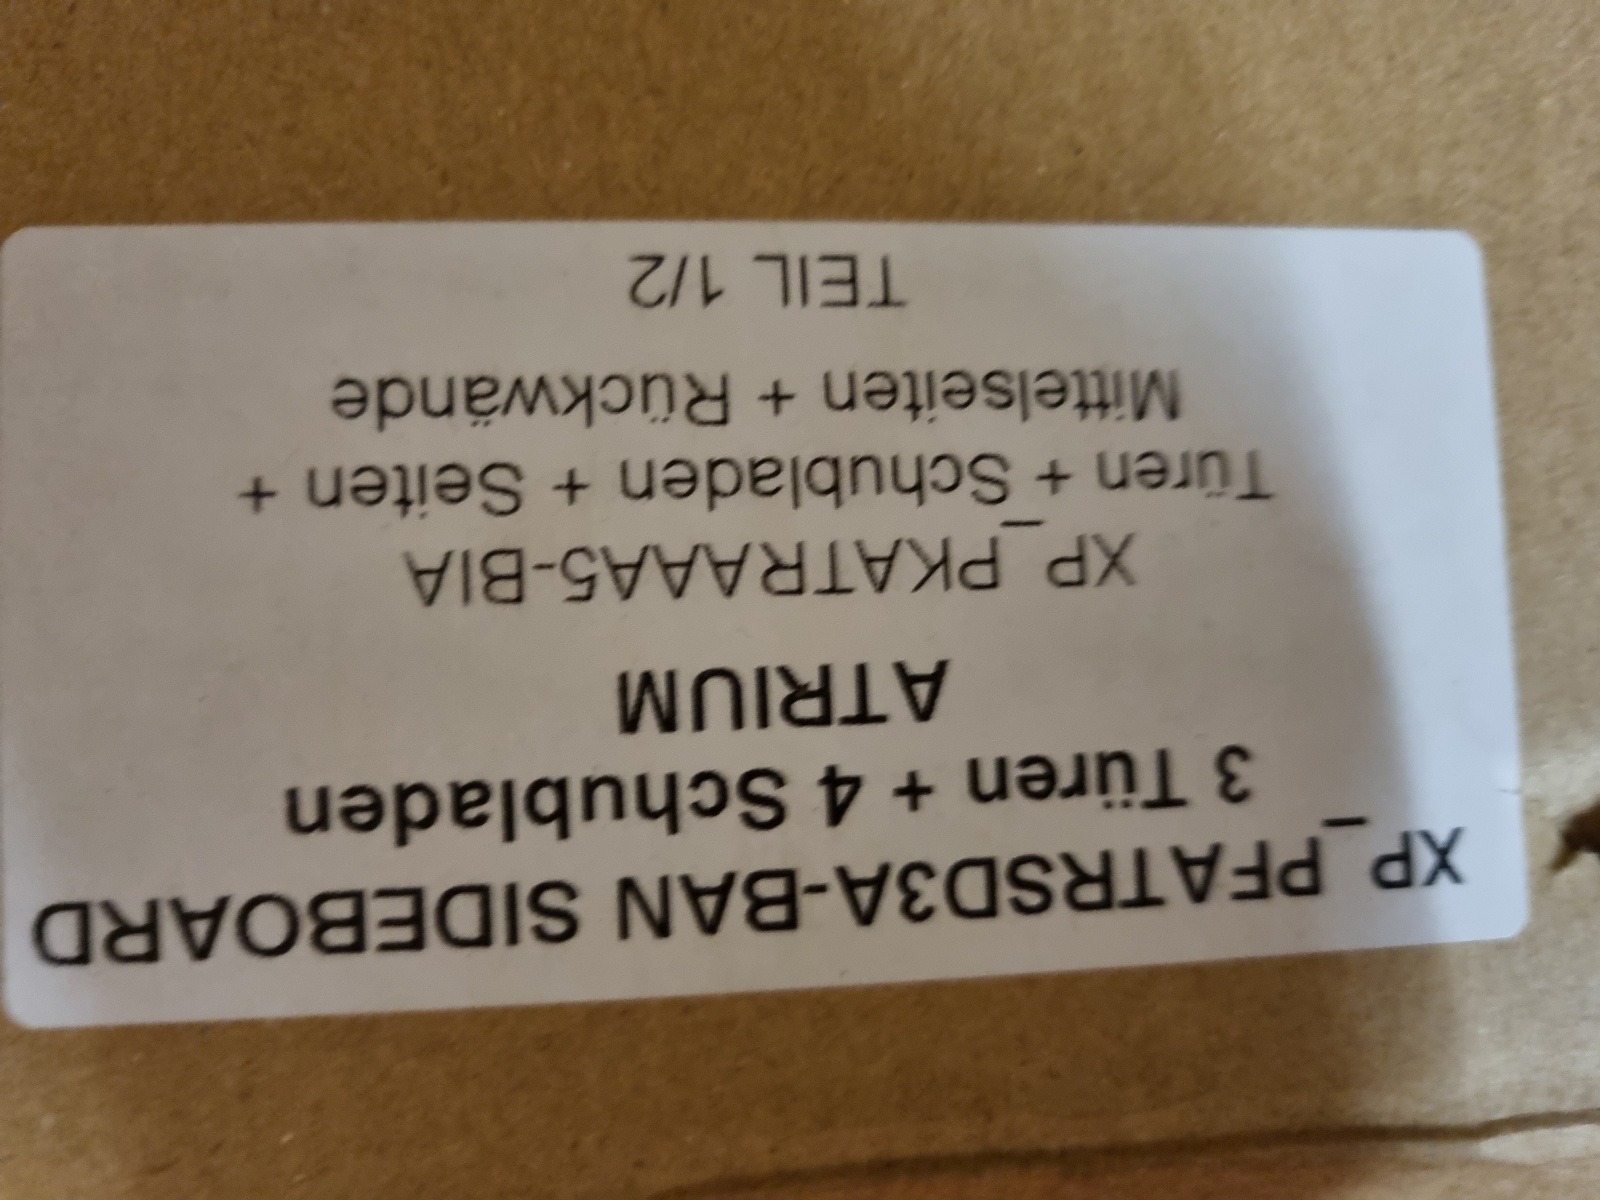 XP_PFATRSD3A-BAN SIDEBOARD
3 Türen + 4 Schubladen
ATRIUM
XP_PKATRAAA5-BIA
Türen + Schubladen + Seiten +
Mittelseiten + Rückwände
TEIL 1/2